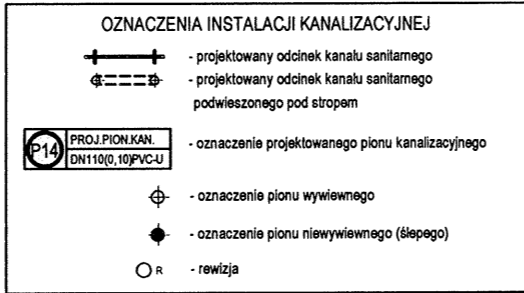 OZNACZENIA INSTALACJI KANALIZACYJNEJ
- projektowany odcinek kanału sanitarnego
- projektowany odcinek kanału sanitarnego
podwieszonego pod stropem
P14 PROJ.PION.KAN. - oznaczenie projektowanego pionu kanalizacyjnego
DN110(0,10)PVC-U
- oznaczenie pionu wywiewnego
- oznaczenie pionu niewywiewnego (ślepego)
R - rewizja